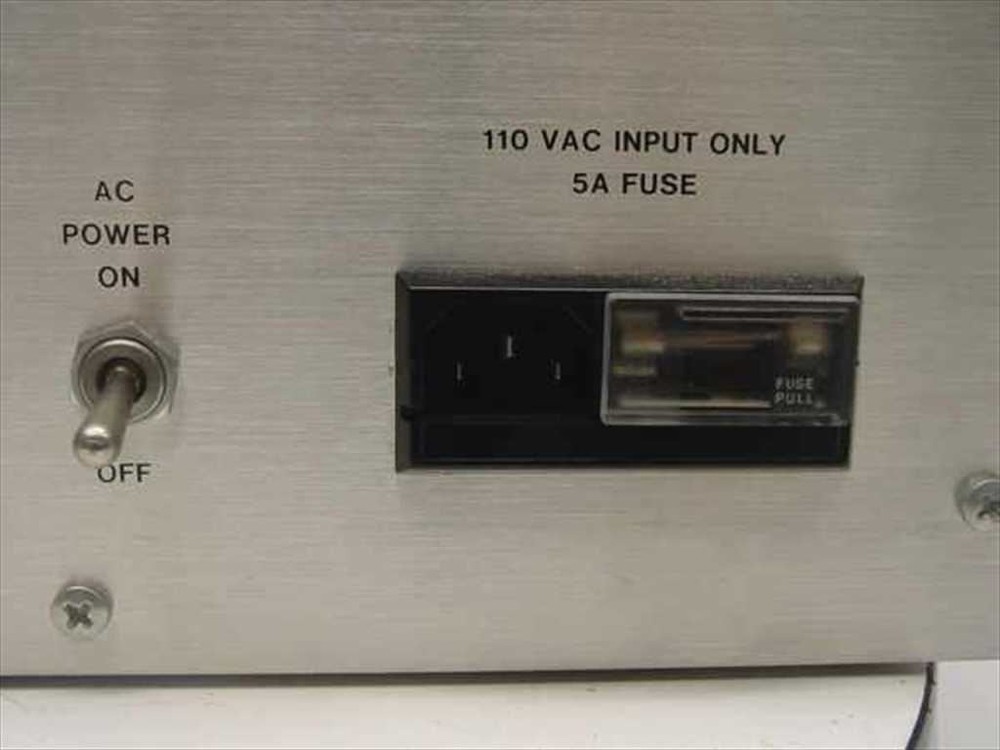 110 VAC INPUT ONLY
5A FUSE
AC
POWER
ON
OFF
FUSE
PULL